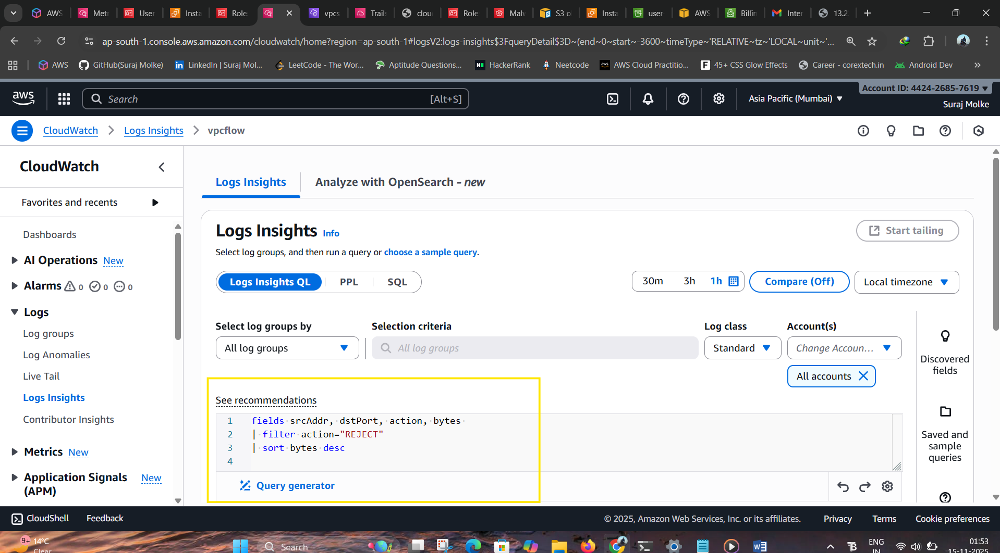 AWS
Metri
User
Insta
Role
vpcs
Trails
clou
Role
Malw
S3 o
Insta
user
AWS
Billin
Inter
13.2
ap-south-1.console.aws.amazon.com/cloudwatch/home?region=ap-south-1#logsV2:logs-insights$3FqueryDetail$3D~(end~0~start~-3600~timeType~'RELATIVE~tz~'LOCAL~unit~'...
AWS
GitHub(Suraj Molke)
LinkedIn | Suraj Mol...
LeetCode - The Wor...
Aptitude Questions...
HackerRank
Neetcode
AWS Cloud Practitio...
45+ CSS Glow Effects
Career - corextech.in
Android Dev
aws
Search
[Alt+S]
Asia Pacific (Mumbai)
Account ID: 4424-2685-7619
Suraj Molke
CloudWatch
Logs Insights
vpcflow
CloudWatch
Favorites and recents
Dashboards
AI Operations New
Alarms 0 0 0
Logs
Log groups
Log Anomalies
Live Tail
Logs Insights
Contributor Insights
Metrics New
Application Signals New
(APM)
Logs Insights
Analyze with OpenSearch - new
Logs Insights Info
Start tailing
Select log groups, and then run a query or choose a sample query.
Logs Insights QL
PPL
SQL
30m
3h
1h
Compare (Off)
Local timezone
Select log groups by
Selection criteria
Log class
Account(s)
All log groups
All log groups
Standard
Change Accoun...
All accounts
Discovered
fields
Saved and
sample
queries
See recommendations
1 fields srcAddr, dstPort, action, bytes
2 | filter action="REJECT"
3 | sort bytes desc
4
Query generator
CloudShell
Feedback
© 2025, Amazon Web Services, Inc. or its affiliates.
Privacy
Terms
Cookie preferences
9+
14°C
Clear
Search
ENG
IN
01:53
15-11-2025